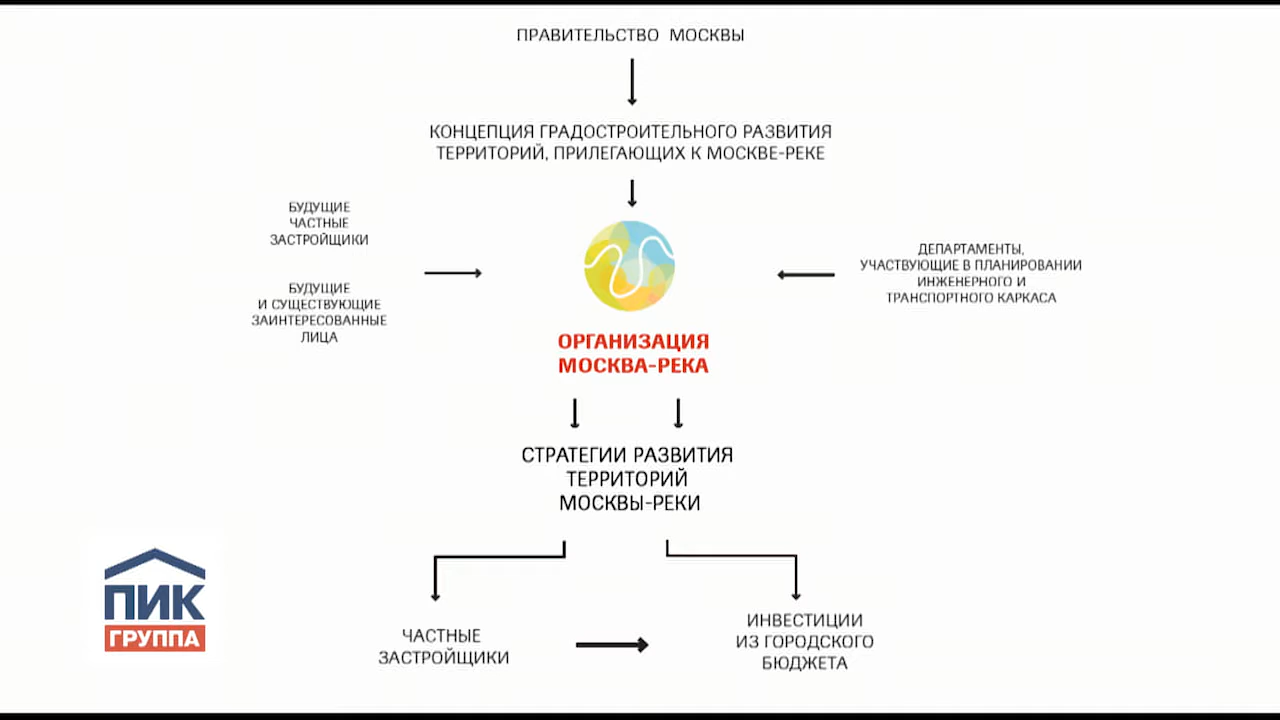 ПРАВИТЕЛЬСТВО МОСКВЫ
КОНЦЕПЦИЯ ГРАДОСТРОИТЕЛЬНОГО РАЗВИТИЯ
ТЕРРИТОРИЙ, ПРИЛЕГАЮЩИХ К МОСКВЕ-РЕКЕ
БУДУЩИЕ
ЧАСТНЫЕ
ЗАСТРОЙЩИКИ
БУДУЩИЕ
И СУЩЕСТВУЮЩИЕ
ЗАИНТЕРЕСОВАННЫЕ
ЛИЦА
ДЕПАРТАМЕНТЫ,
УЧАСТВУЮЩИЕ В ПЛАНИРОВАНИИ
ИНЖЕНЕРНОГО И
ТРАНСПОРТНОГО КАРКАСА
ОРГАНИЗАЦИЯ
МОСКВА-РЕКА
СТРАТЕГИИ РАЗВИТИЯ
ТЕРРИТОРИЙ
МОСКВЫ-РЕКИ
ПИК
ГРУППА
ЧАСТНЫЕ
ЗАСТРОЙЩИКИ
ИНВЕСТИЦИИ
ИЗ ГОРОДСКОГО
БЮДЖЕТА